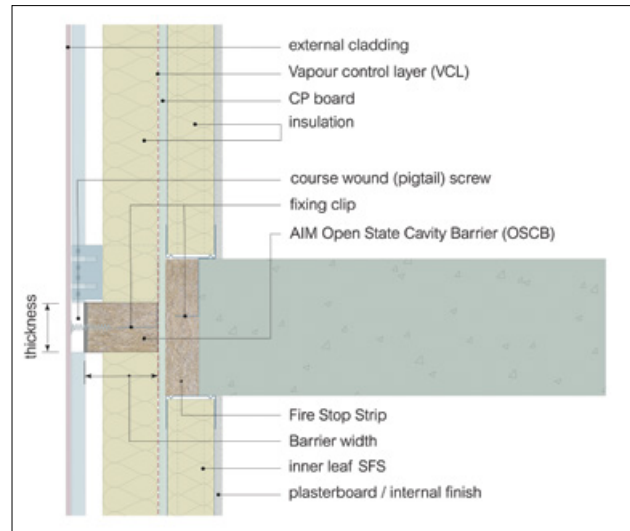 external cladding
Vapour control layer (VCL)
CP board
insulation
course wound (pigtail) screw
fixing clip
AIM Open State Cavity Barrier (OSCB)
thickness
Fire Stop Strip
Barrier width
inner leaf SFS
plasterboard / internal finish